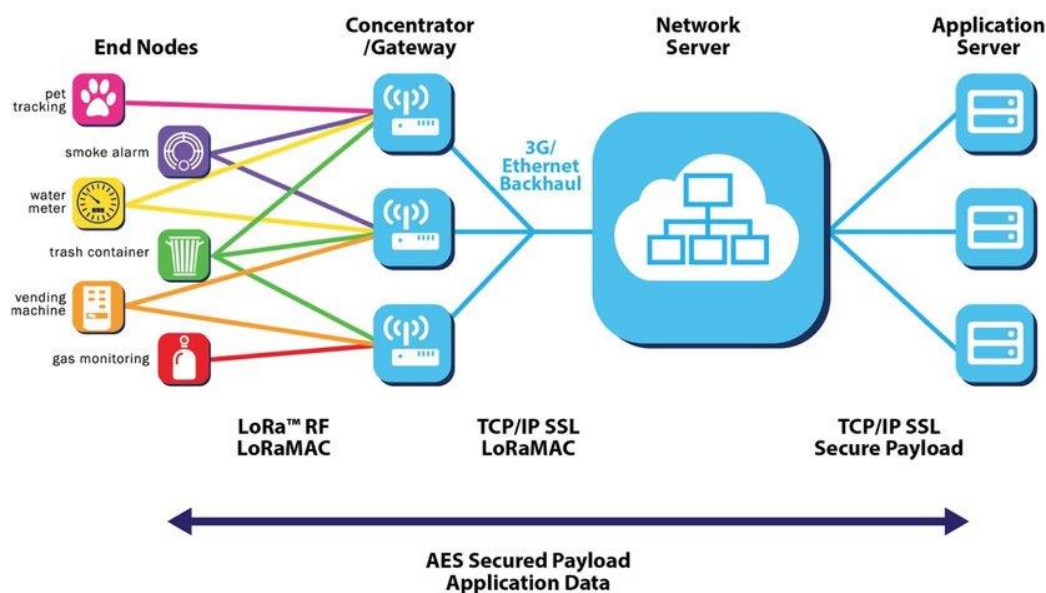 End Nodes
Concentrator
/Gateway
Network
Server
Application
Server
pet
tracking
smoke alarm
water
meter
trash container
vending
machine
gas monitoring
3G/
Ethernet
Backhaul
LoRa™ RF
LoRaMAC
TCP/IP SSL
LoRaMAC
TCP/IP SSL
Secure Payload
AES Secured Payload
Application Data